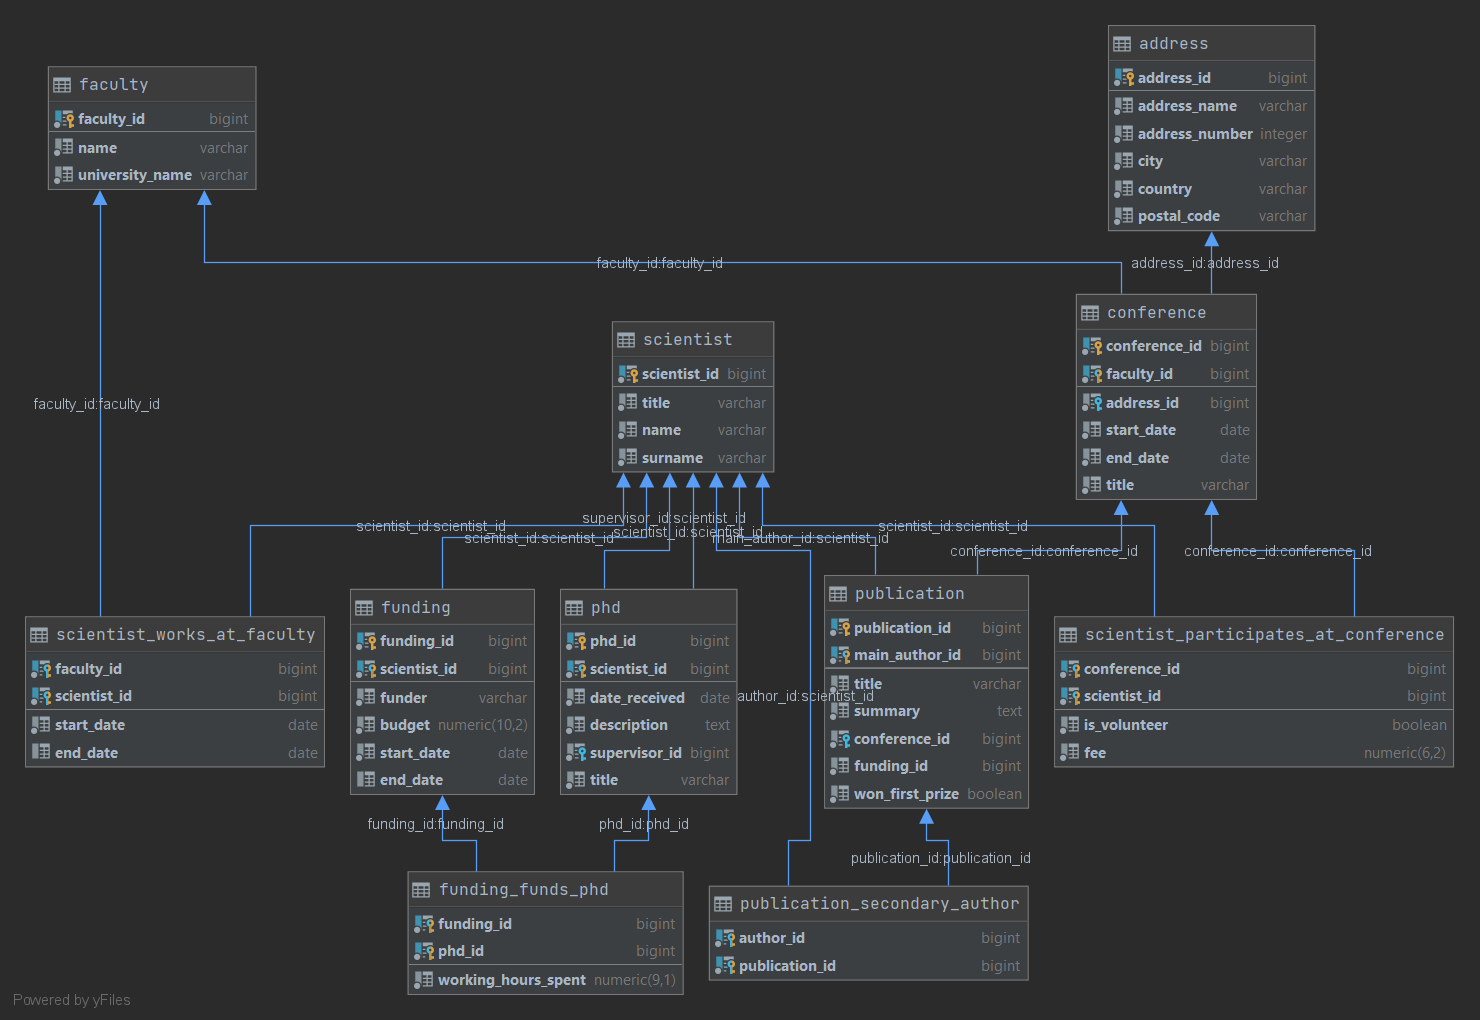 address
address_id bigint
address_name varchar
address_number integer
city varchar
country varchar
postal_code varchar
faculty
faculty_id bigint
name varchar
university_name varchar
faculty_id:faculty_id
address_id:address_id
conference
conference_id bigint
faculty_id bigint
address_id bigint
start_date date
end_date date
title varchar
scientist
scientist_id bigint
title varchar
name varchar
surname varchar
faculty_id:faculty_id
scientist_id:scientist_id
supervisor_id:scientist_id
scientist_id:scientist_id
scientist_id:scientist_id
main_author_id:scientist_id
scientist_id:scientist_id
conference_id:conference_id
conference_id:conference_id
scientist_works_at_faculty
faculty_id bigint
scientist_id bigint
start_date date
end_date date
funding
funding_id bigint
scientist_id bigint
funder varchar
budget numeric(10,2)
start_date date
end_date date
phd
phd_id bigint
scientist_id bigint
date_received date
description text
supervisor_id bigint
title varchar
author_id:scientist_id
publication
publication_id bigint
main_author_id bigint
title varchar
summary text
conference_id bigint
funding_id bigint
won_first_prize boolean
scientist_participates_at_conference
conference_id bigint
scientist_id bigint
is_volunteer boolean
fee numeric(6,2)
funding_id:funding_id
phd_id:phd_id
publication_id:publication_id
funding_funds_phd
funding_id bigint
phd_id bigint
working_hours_spent numeric(9,1)
publication_secondary_author
author_id bigint
publication_id bigint
Powered by yFiles